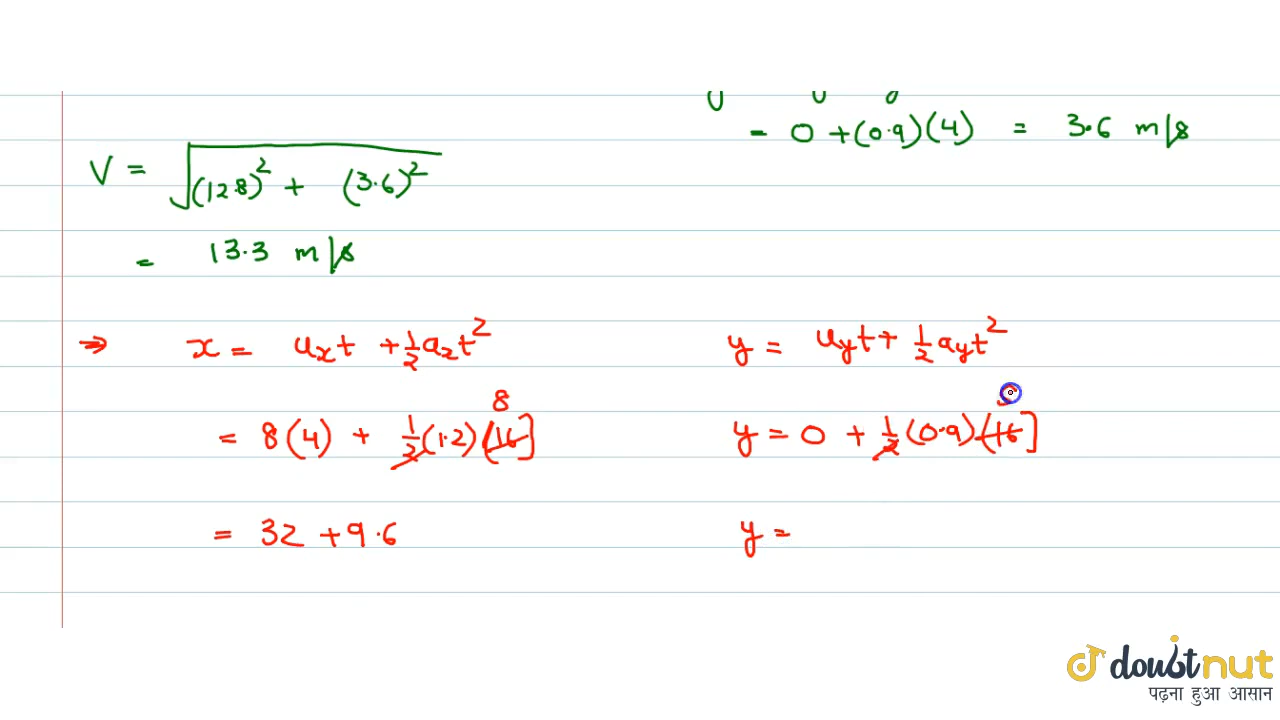 = 0 + (0.9)(4) = 3.6 m/s
V = √((12.8)² + (3.6)²)
= 13.3 m/s
⇒ x = uₓt + ½aₓt² y = u_yt + ½a_yt²
8
= 8(4) + ½(1.2)(16] y = 0 + ½(0.9)(16]
= 32 + 9.6 y =
doubtnut
पढ़ना हुआ आसान